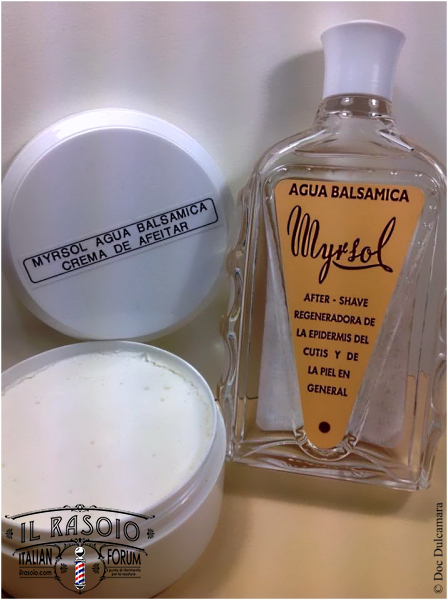 MYRSOL AGUA BALSAMICA
CREMA DE AFEITAR
AGUA BALSAMICA
Myrsol
AFTER - SHAVE
REGENERADORA DE
LA EPIDERMIS DEL
CUTIS Y DE
LA PIEL EN
GENERAL
IL RASOIO
ITALIAN FORUM
ilrasoio.com
© Doc Dulcamara